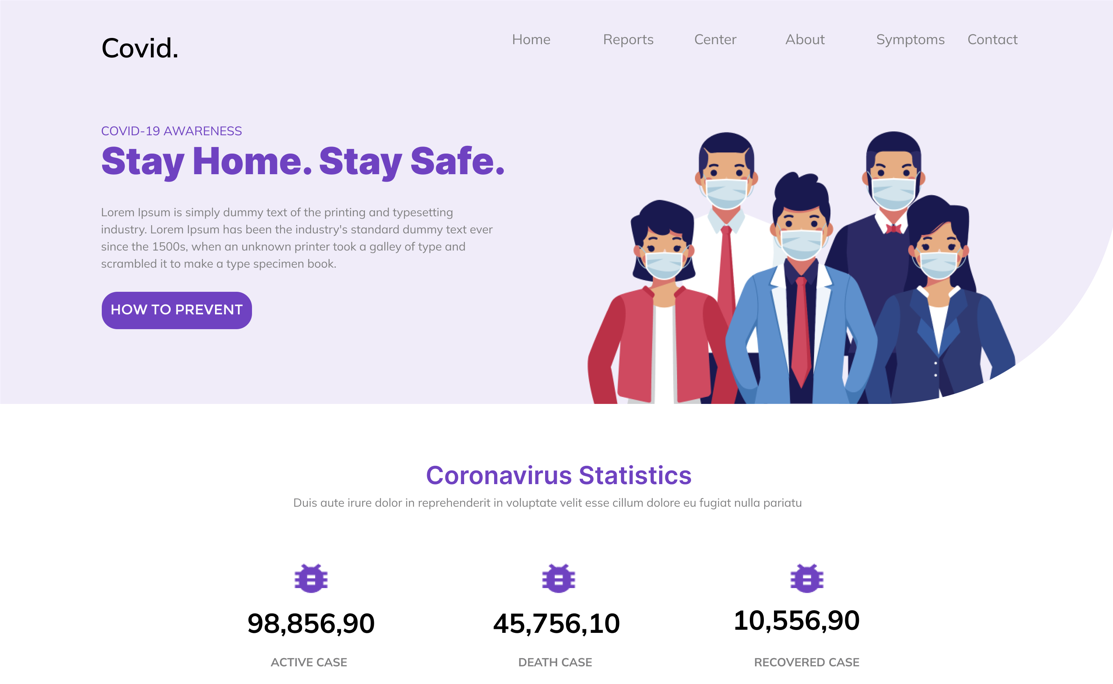 Covid.
Home Reports Center About Symptoms Contact
COVID-19 AWARENESS
Stay Home. Stay Safe.
Lorem Ipsum is simply dummy text of the printing and typesetting
industry. Lorem Ipsum has been the industry's standard dummy text ever
since the 1500s, when an unknown printer took a galley of type and
scrambled it to make a type specimen book.
HOW TO PREVENT
Coronavirus Statistics
Duis aute irure dolor in reprehenderit in voluptate velit esse cillum dolore eu fugiat nulla pariatu
98,856,90 45,756,10 10,556,90
ACTIVE CASE DEATH CASE RECOVERED CASE